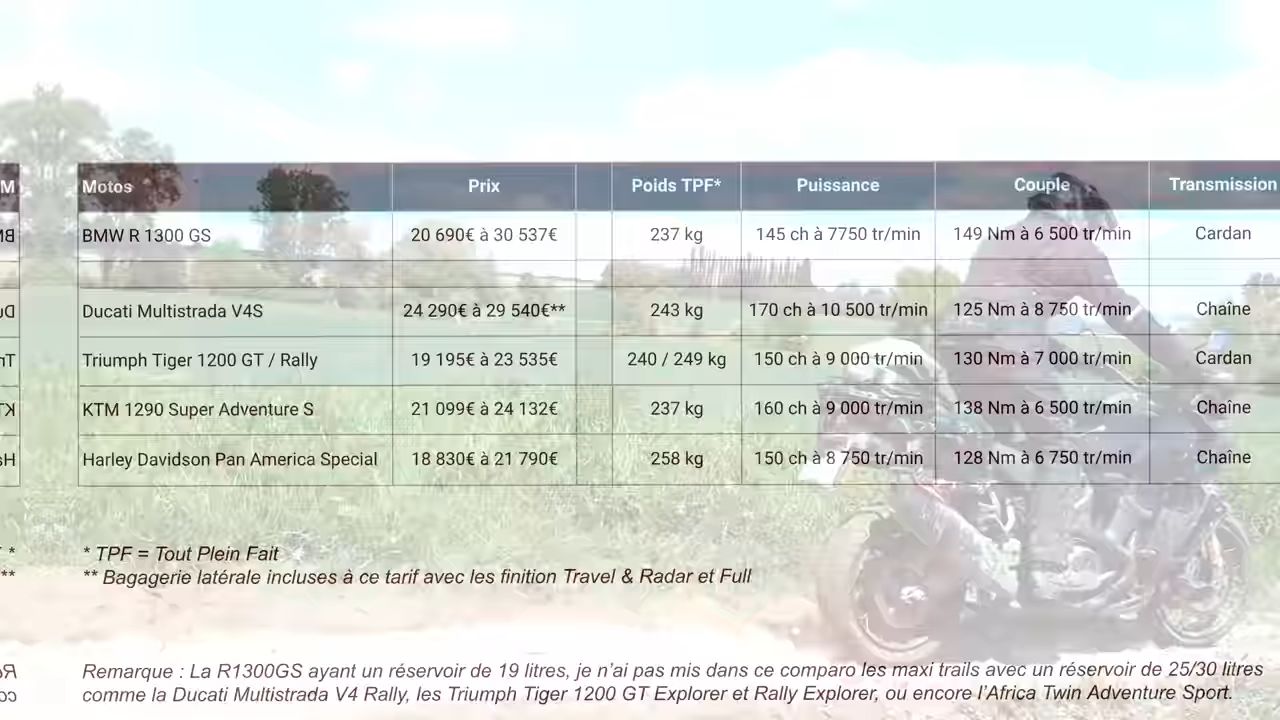 Motos Prix Poids TPF* Puissance Couple Transmission
BMW R 1300 GS 20 690€ à 30 537€ 237 kg 145 ch à 7750 tr/min 149 Nm à 6 500 tr/min Cardan
Ducati Multistrada V4S 24 290€ à 29 540€** 243 kg 170 ch à 10 500 tr/min 125 Nm à 8 750 tr/min Chaîne
Triumph Tiger 1200 GT / Rally 19 195€ à 23 535€ 240 / 249 kg 150 ch à 9 000 tr/min 130 Nm à 7 000 tr/min Cardan
KTM 1290 Super Adventure S 21 099€ à 24 132€ 237 kg 160 ch à 9 000 tr/min 138 Nm à 6 500 tr/min Chaîne
Harley Davidson Pan America Special 18 830€ à 21 790€ 258 kg 150 ch à 8 750 tr/min 128 Nm à 6 750 tr/min Chaîne
* TPF = Tout Plein Fait
** Bagagerie latérale incluses à ce tarif avec les finition Travel & Radar et Full
Remarque : La R1300GS ayant un réservoir de 19 litres, je n’ai pas mis dans ce comparo les maxi trails avec un réservoir de 25/30 litres
comme la Ducati Multistrada V4 Rally, les Triumph Tiger 1200 GT Explorer et Rally Explorer, ou encore l’Africa Twin Adventure Sport.